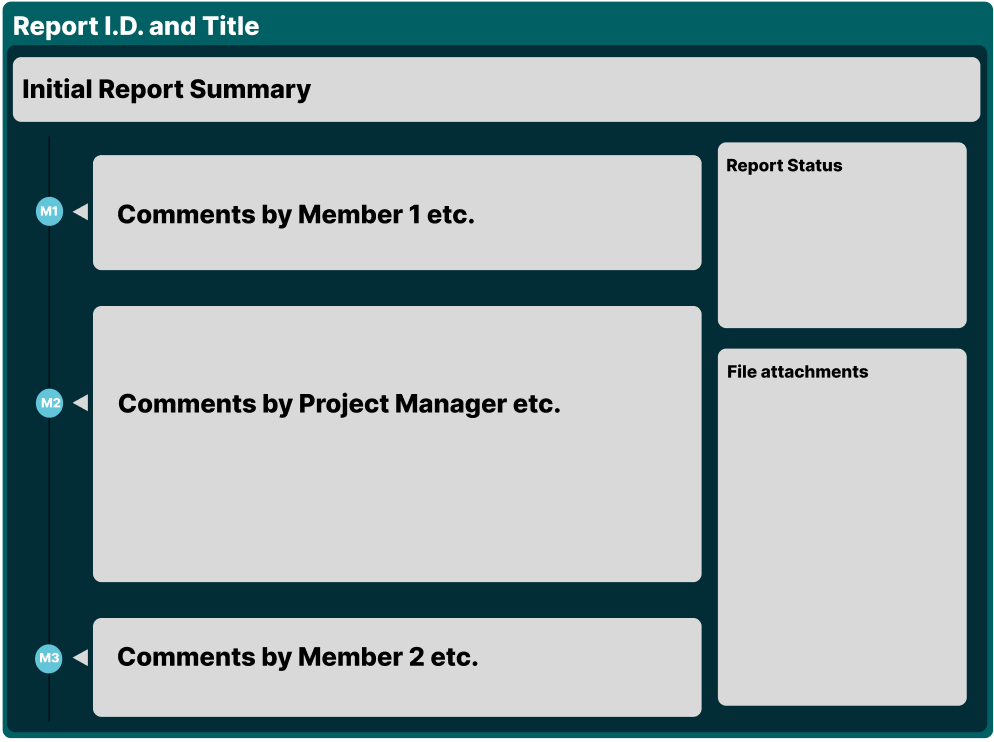 Report I.D. and Title
Initial Report Summary
M1
Comments by Member 1 etc.
M2
Comments by Project Manager etc.
M3
Comments by Member 2 etc.
Report Status
File attachments